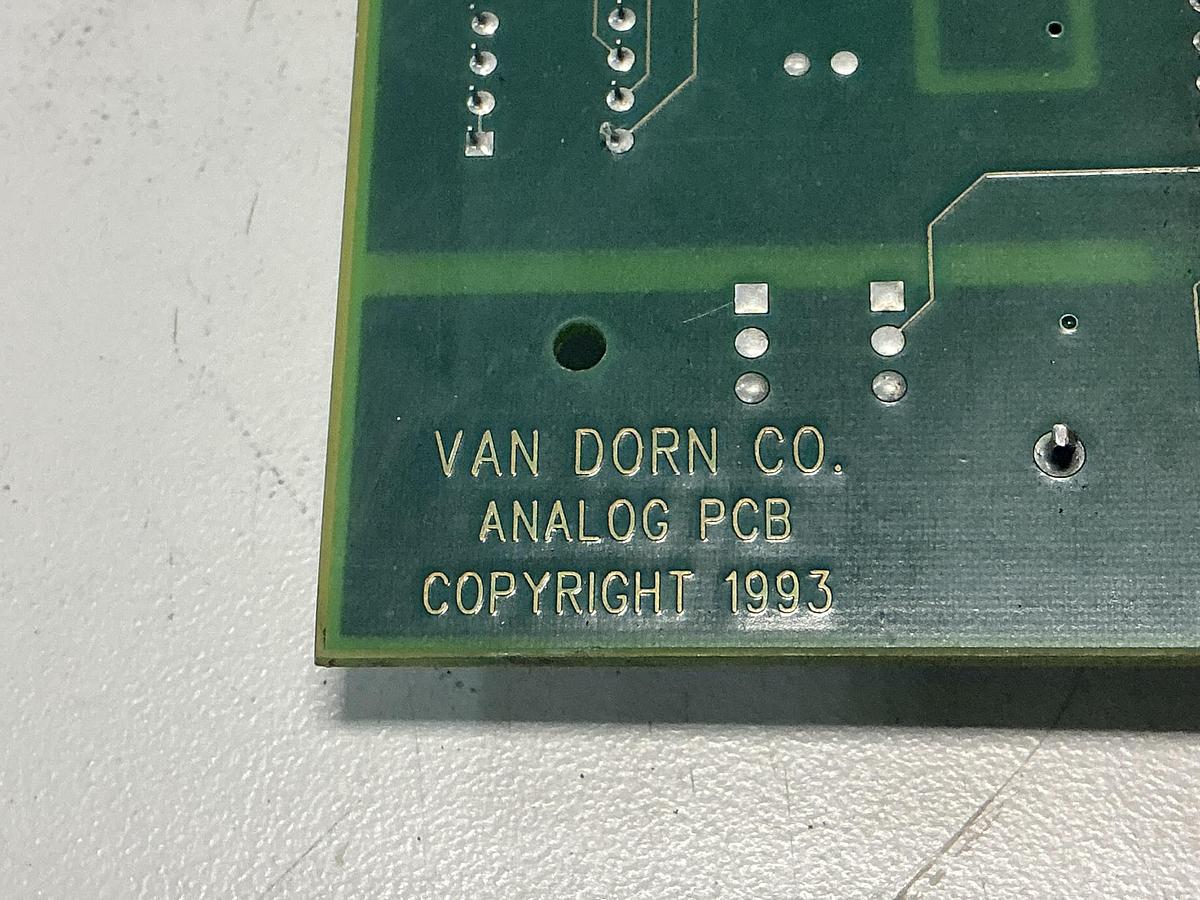 VAN DORN CO.
ANALOG PCB
COPYRIGHT 1993